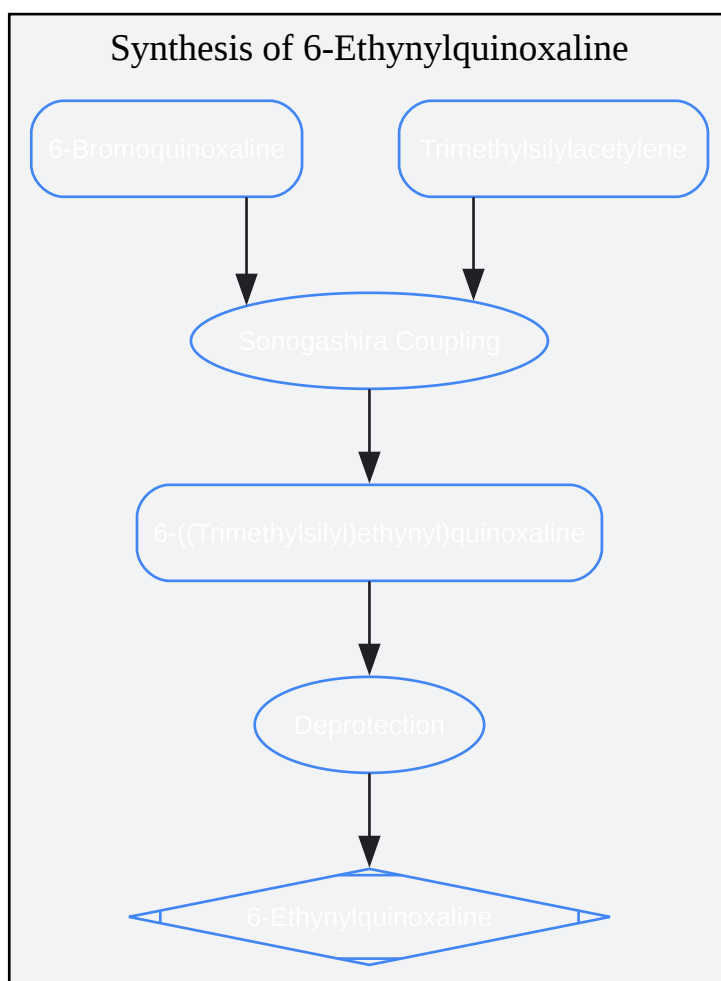 Synthesis of 6-Ethynylquinoxaline
6-Bromoquinoxaline
Trimethylsilylacetylene
Sonogashira Coupling
6-((Trimethylsilyl)ethynyl)quinoxaline
Deprotection
6-Ethynylquinoxaline